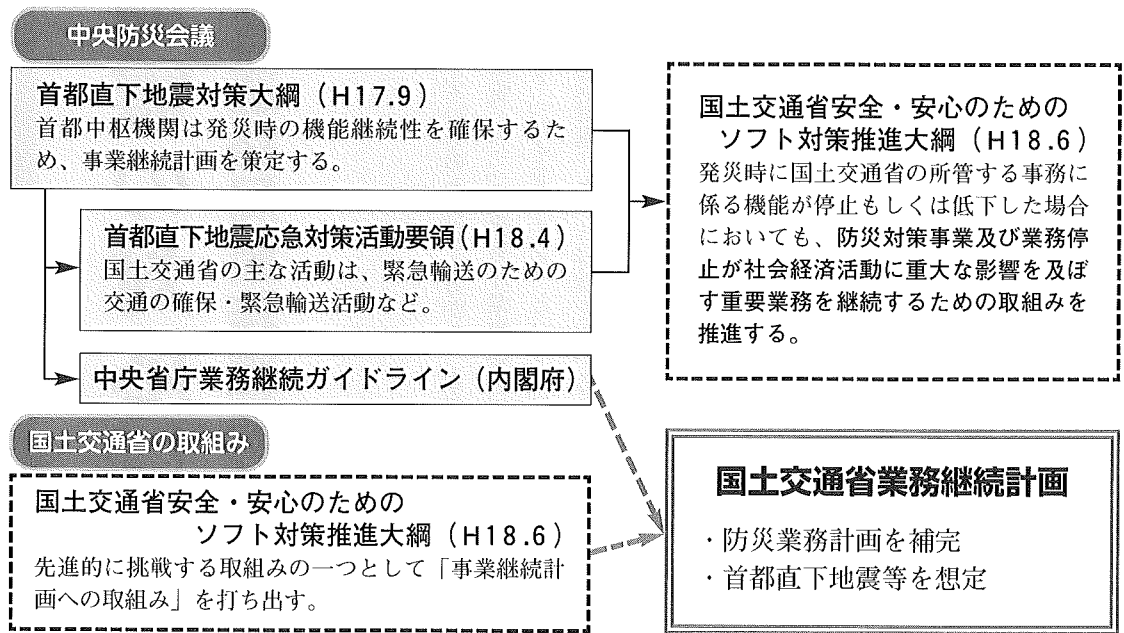 中央防災会議
首都直下地震対策大綱（H17.9）
首都中枢機関は発災時の機能継続性を確保するた
め、事業継続計画を策定する。
首都直下地震応急対策活動要領（H18.4）
国土交通省の主な活動は、緊急輸送のための
交通の確保・緊急輸送活動など。
中央省庁業務継続ガイドライン（内閣府）
国土交通省安全・安心のための
ソフト対策推進大綱（H18.6）
発災時に国土交通省の所管する事務に
係る機能が停止もしくは低下した場合
においても、防災対策事業及び業務停
止が社会経済活動に重大な影響を及ぼ
す重要業務を継続するための取組みを
推進する。
国土交通省の取組み
国土交通省安全・安心のための
ソフト対策推進大綱（H18.6）
先進的に挑戦する取組みの一つとして「事業継続計
画への取組み」を打ち出す。
国土交通省業務継続計画
・防災業務計画を補完
・首都直下地震等を想定